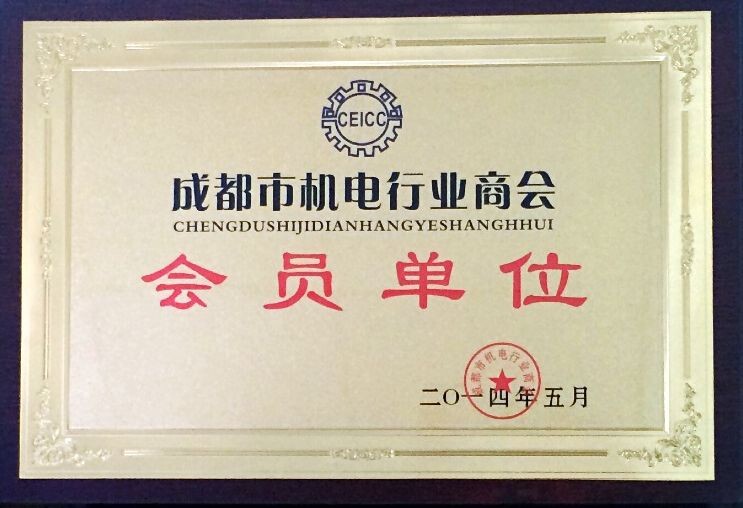 CEICC
成都市机电行业商会
CHENGDUSHIJIDIANHANGYESHANGHHUI
会员单位
成都市机电行业商会
二〇一四年五月